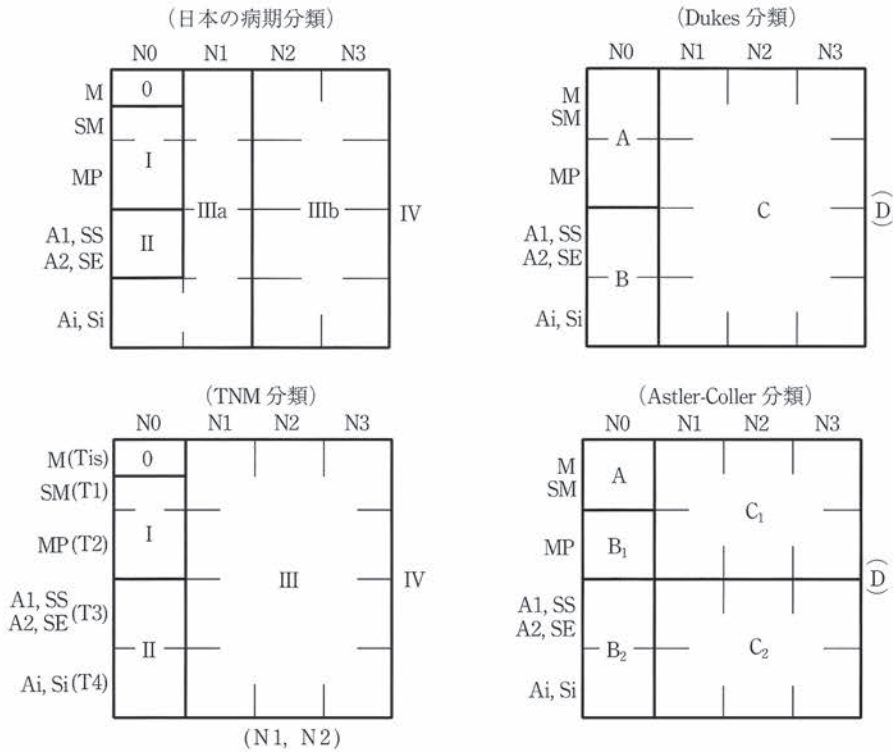 (日本の病期分類)
N0 N1 N2 N3
M 0
SM
I
MP
IIIa IIIb IV
A1, SS
A2, SE II
Ai, Si
(Dukes 分類)
N0 N1 N2 N3
M
SM
A
MP
C (D)
A1, SS
A2, SE
B
Ai, Si
(TNM 分類)
N0 N1 N2 N3
M(Tis) 0
SM(T1)
I
MP(T2)
III IV
A1, SS
A2, SE (T3)
II
Ai, Si(T4)
(N1, N2)
(Astler-Coller 分類)
N0 N1 N2 N3
M
SM
A
C₁
MP B₁
(D)
A1, SS
A2, SE
B₂ C₂
Ai, Si